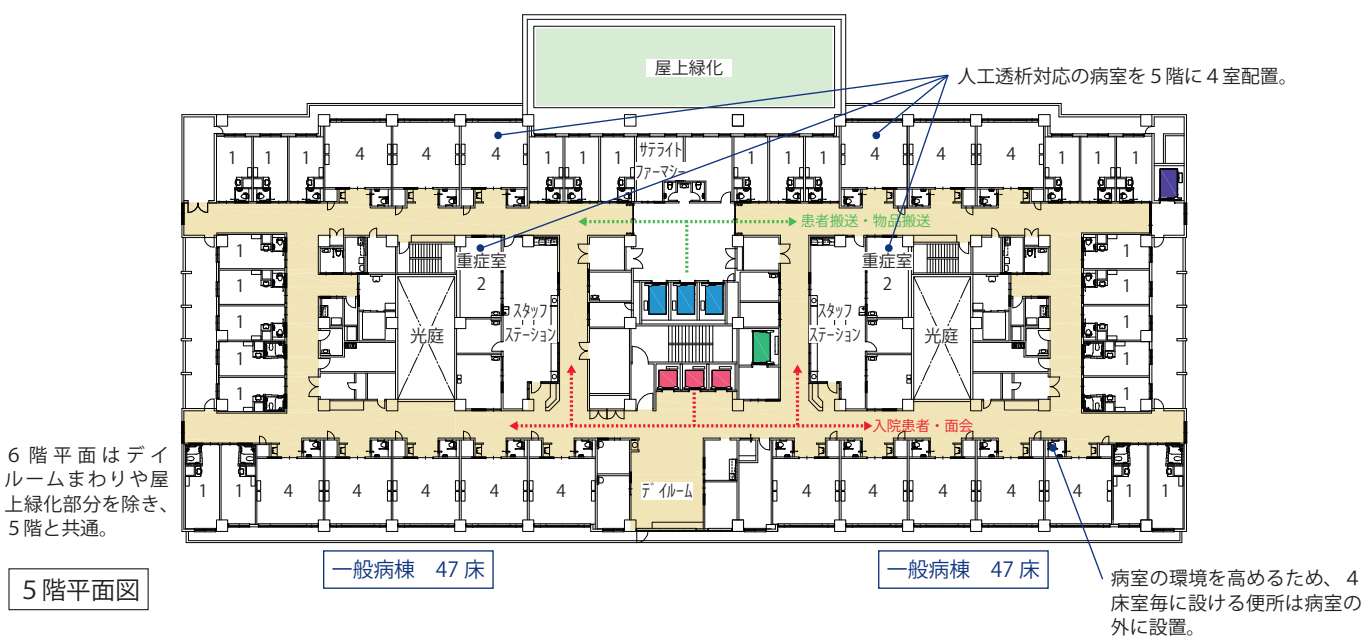 屋上緑化
人工透析対応の病室を５階に４室配置。
1 1 1 4 4 4 1 1 1 サテライト 1 1 1 4 4 4 1 1 1
ファーマシー
患者搬送・物品搬送
1 重症室 重症室 1
1 2 2 1
1 スタッフ スタッフ 1
光庭 ステーション ステーション 光庭
1 1
1 1
入院患者・面会
６階平面はデイ
ルームまわりや屋
上緑化部分を除き、
５階と共通。
1 1 4 4 4 4 4 デイルーム 4 4 4 4 4 1 1
一般病棟　47 床
一般病棟　47 床
５階平面図
病室の環境を高めるため、４
床室毎に設ける便所は病室の
外に設置。